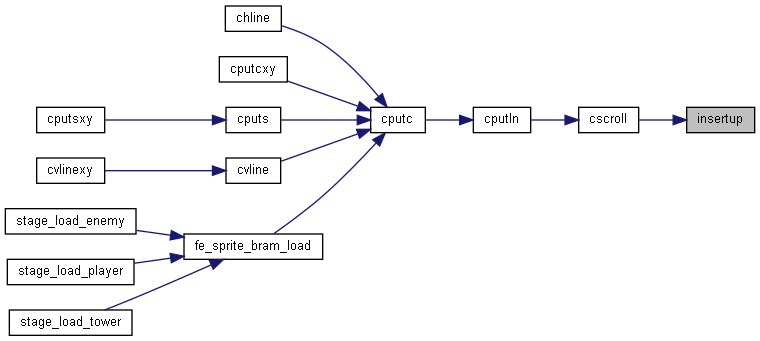 chline
cputcxy
cputsxy
cputs
cputc
cputln
cscroll
insertup
cvlinexy
cvline
stage_load_enemy
fe_sprite_bram_load
stage_load_player
stage_load_tower